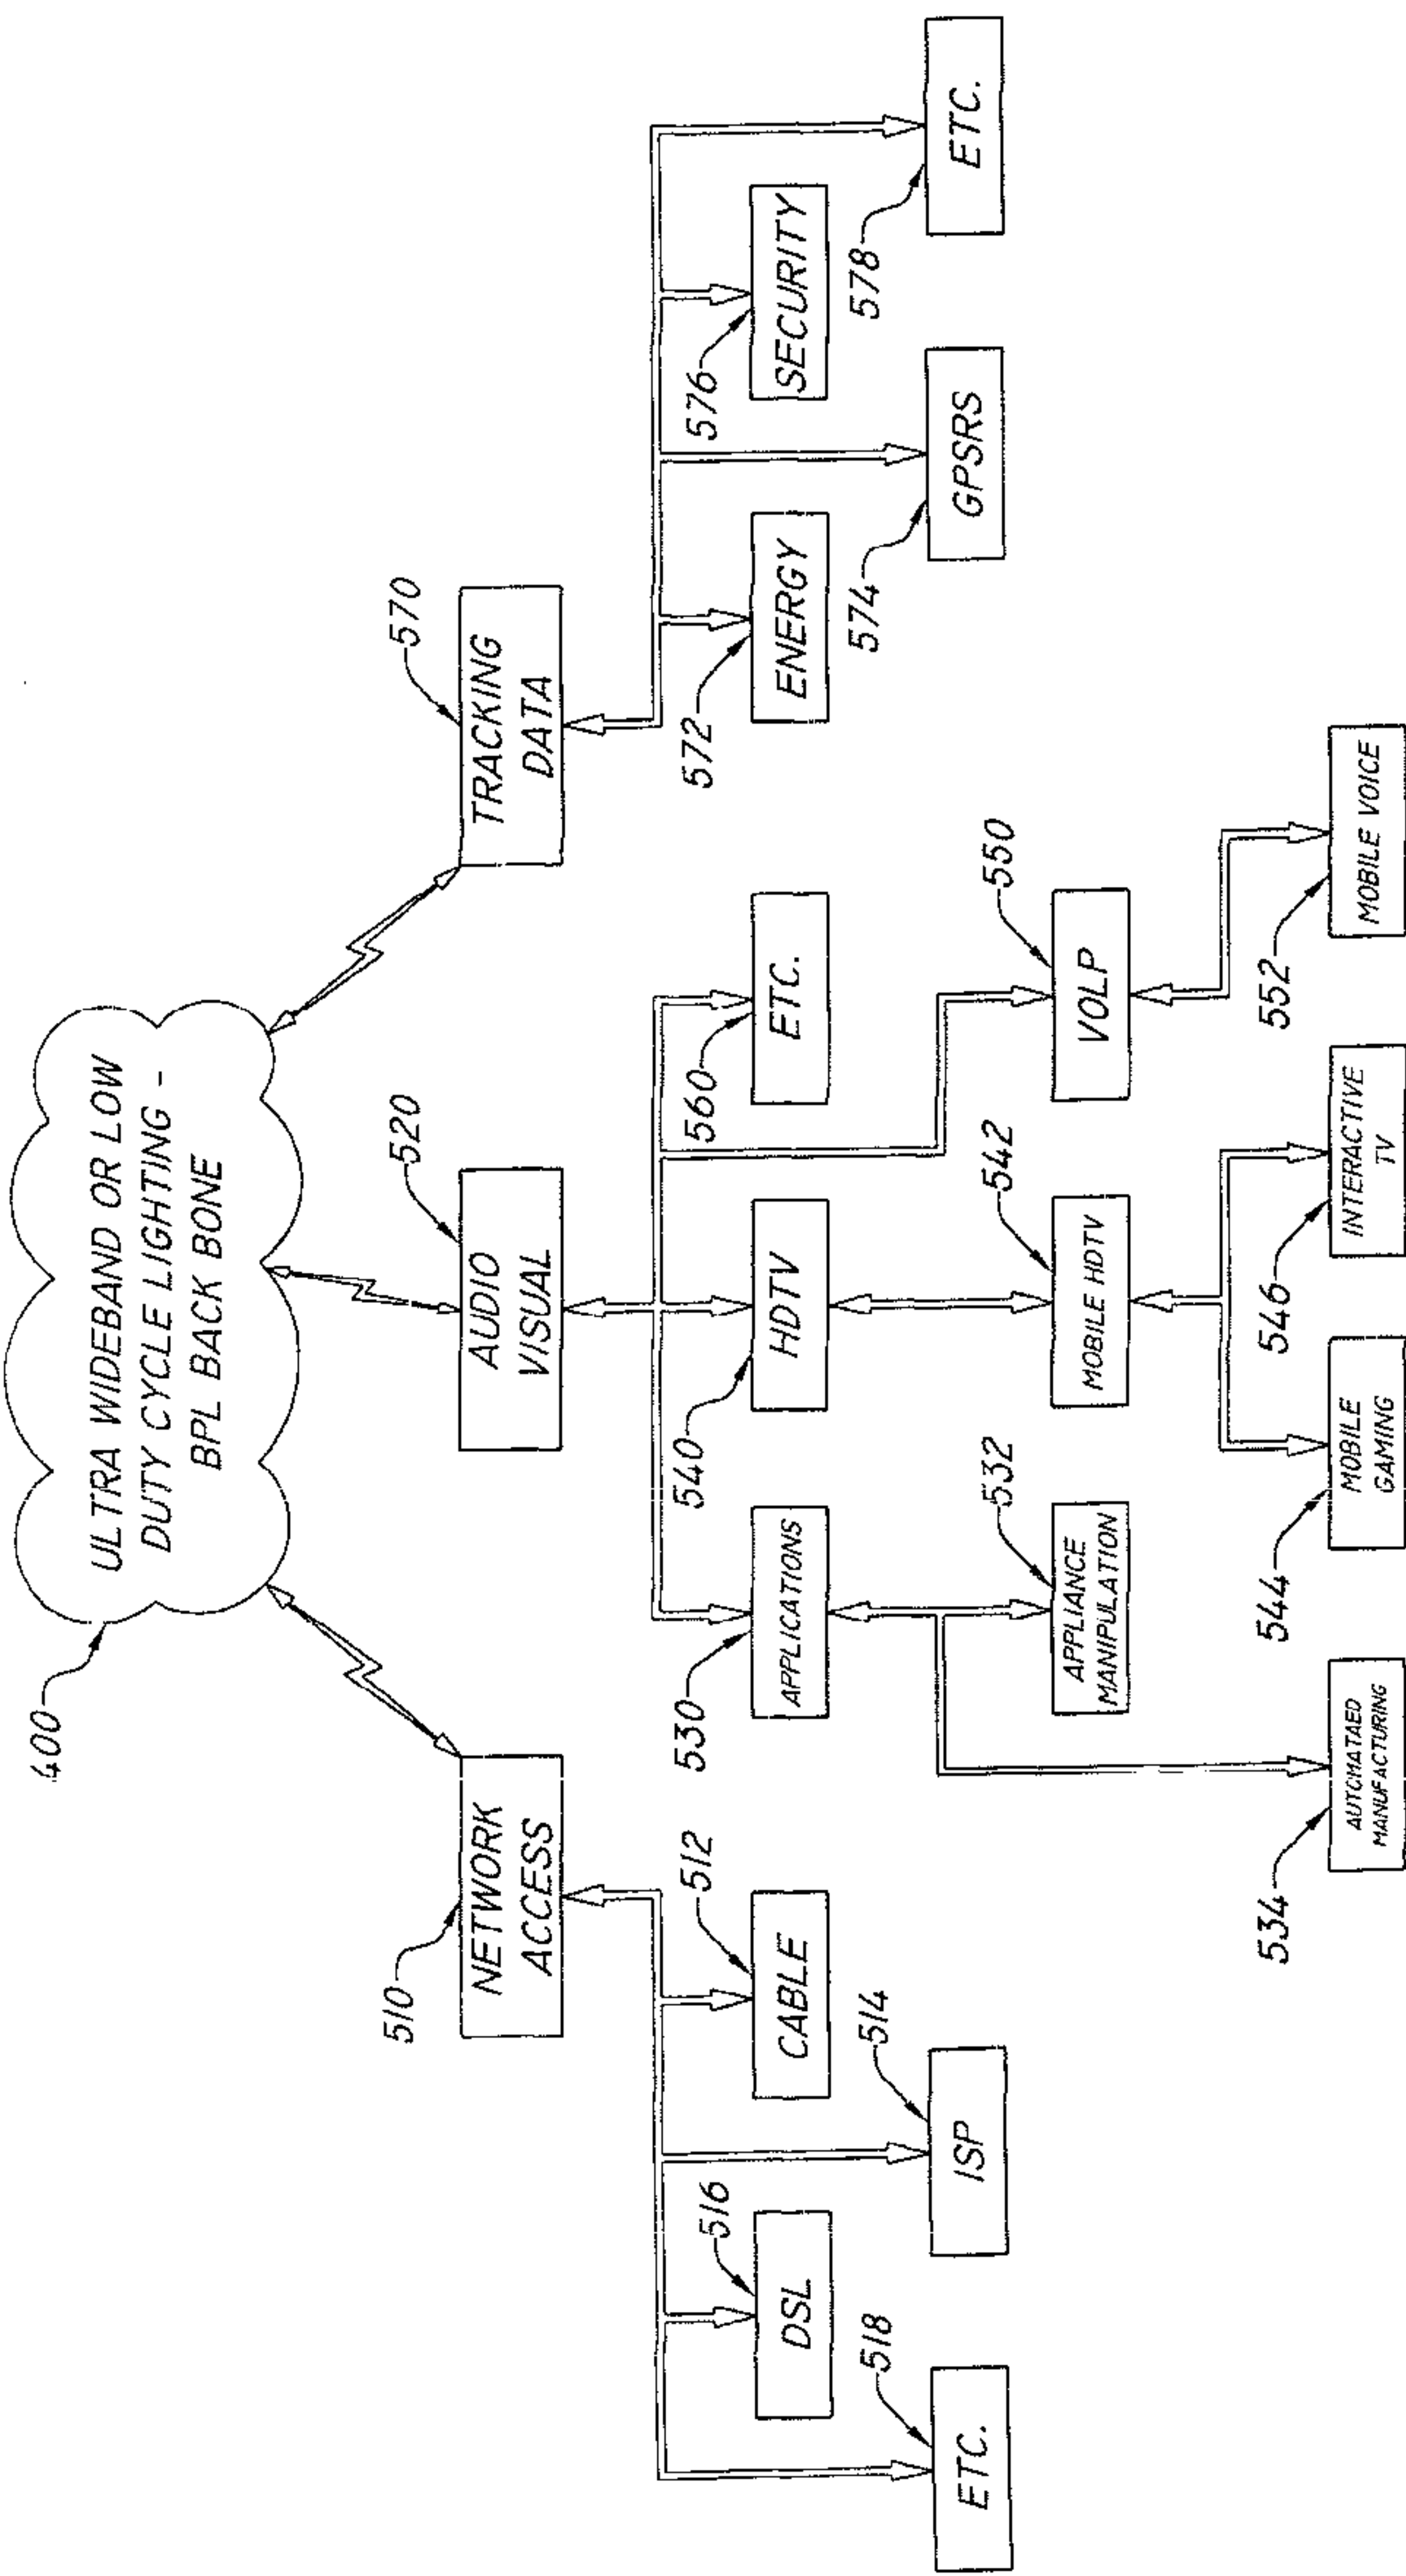 400
ULTRA WIDEBAND OR LOW
DUTY CYCLE LIGHTING -
BPL BACK BONE
510
NETWORK
ACCESS
520
AUDIO
VISUAL
570
TRACKING
DATA
516
DSL
512
CABLE
530
APPLICATIONS
540
HDTV
560
ETC.
572
ENERGY
576
SECURITY
518
ETC.
514
ISP
574
GPSRS
578
ETC.
532
APPLIANCE
MANIPULATION
542
MOBILE HDTV
550
VOLP
534
AUTOMATAED
MANUFACTURING
544
MOBILE
GAMING
546
INTERACTIVE
TV
552
MOBILE VOICE